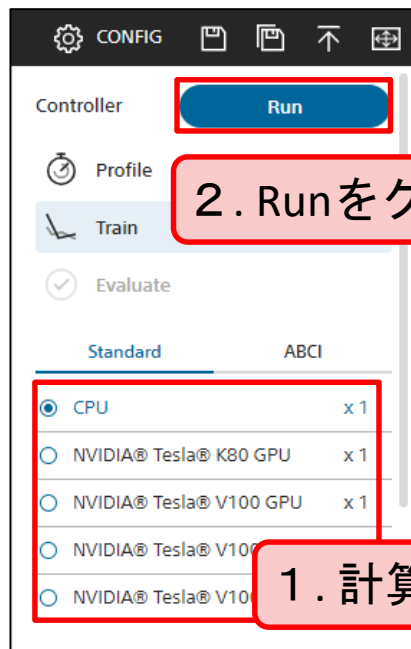 CONFIG
Controller
Run
Profile
２. Runをク
Train
Evaluate
Standard
ABCI
CPU x 1
NVIDIA® Tesla® K80 GPU x 1
NVIDIA® Tesla® V100 GPU x 1
NVIDIA® Tesla® V100
NVIDIA® Tesla®
１. 計算